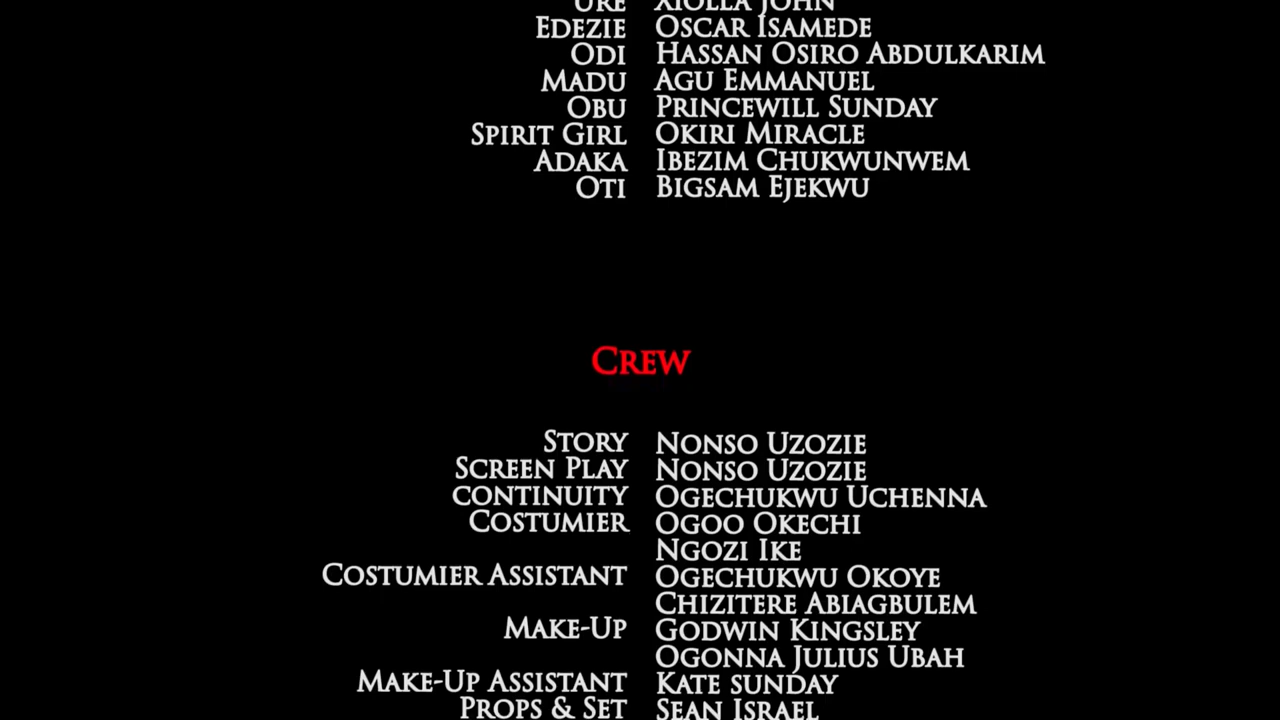 Ure Xiolla John
Edezie Oscar Isamede
Odi Hassan Osiro Abdulkarim
Madu Agu Emmanuel
Obu Princewill Sunday
Spirit Girl Okiri Miracle
Adaka Ibezim Chukwunwem
Oti Bigsam Ejekwu
Crew
Story Nonso Uzozie
Screen Play Nonso Uzozie
continuity Ogechukwu Uchenna
Costumier Ogoo Okechi
Ngozi Ike
Costumier Assistant Ogechukwu Okoye
Chizitere Abiagbulem
Make-Up Godwin Kingsley
Ogonna Julius Ubah
Make-Up Assistant Kate sunday
Props & Set Sean Israel